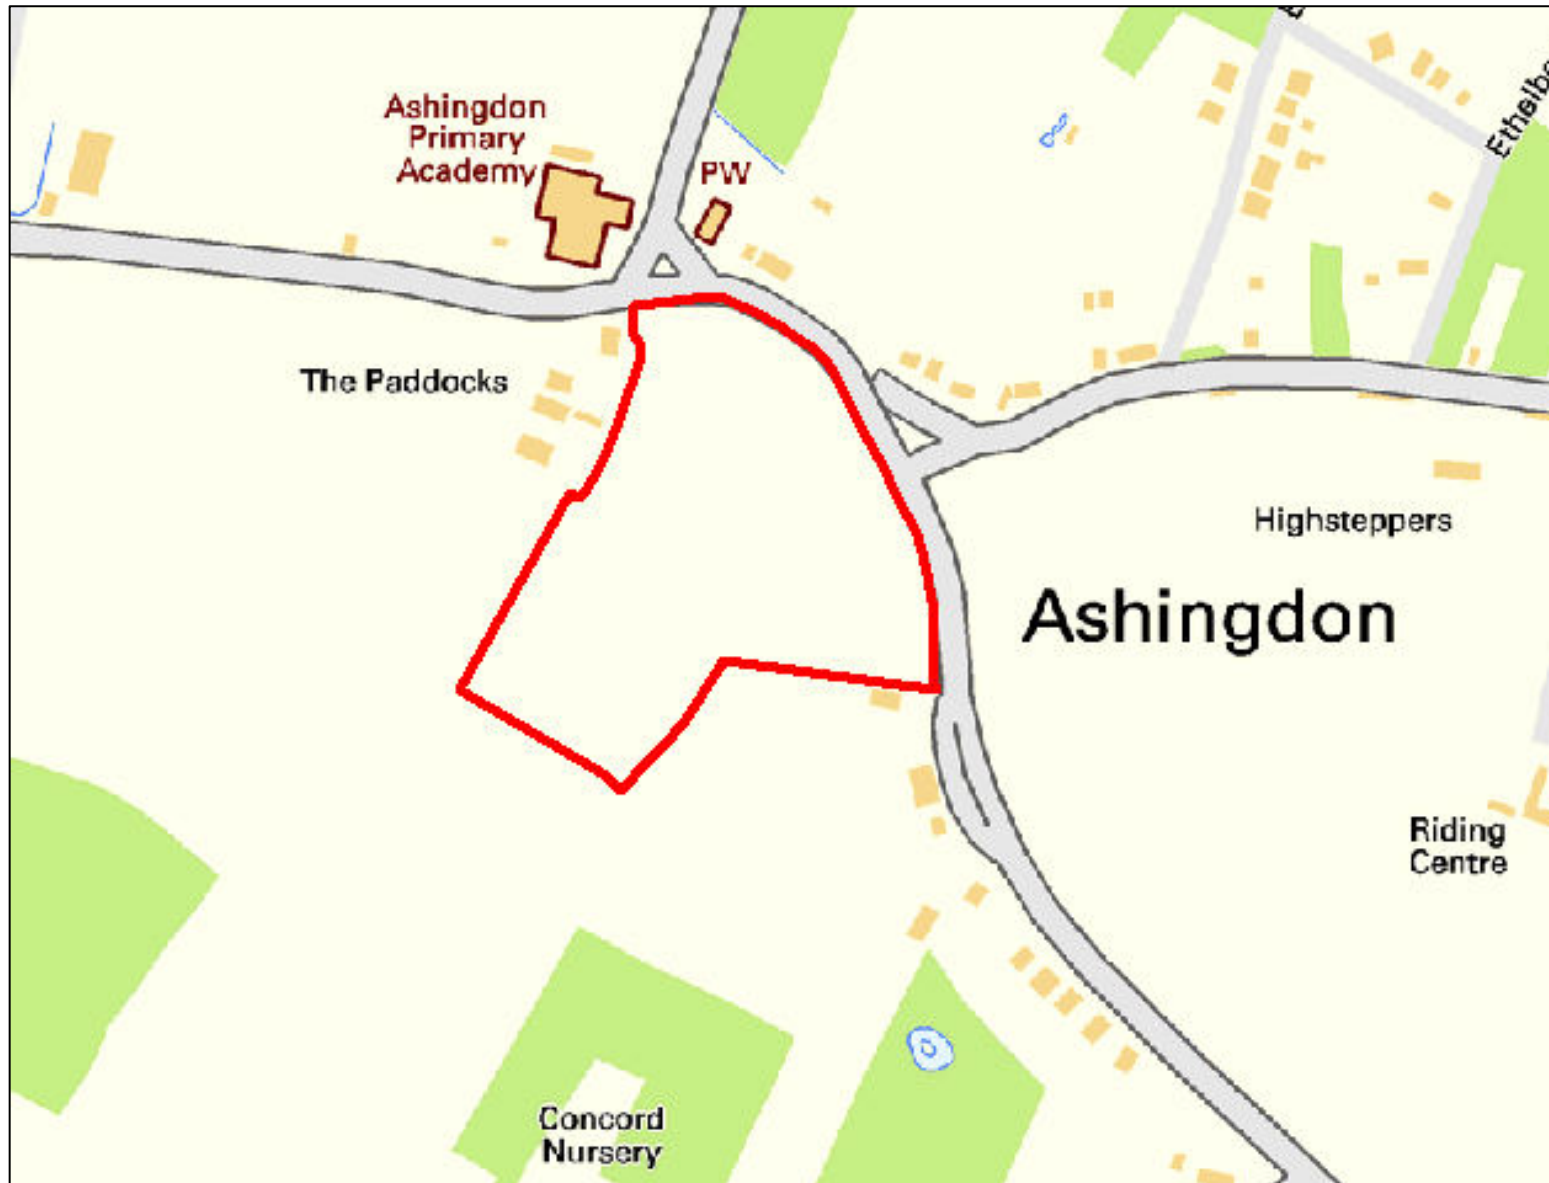 Ashingdon
Primary
Academy
PW
The Paddocks
Highsteppers
Ashingdon
Riding
Centre
Concord
Nursery